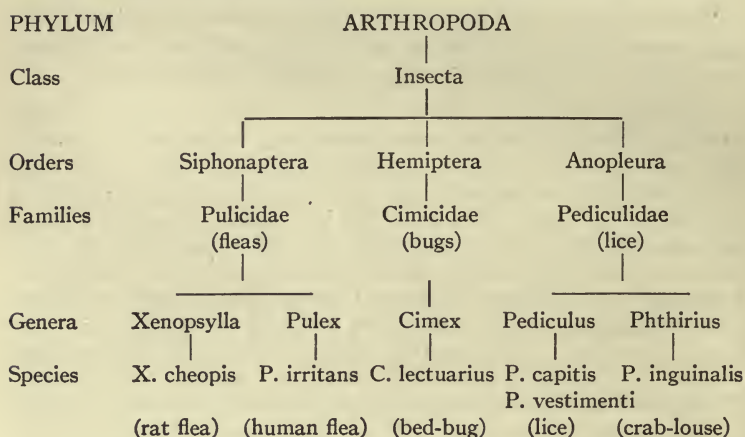 PHYLUM ARTHROPODA
Class Insecta
Orders Siphonaptera Hemiptera Anopleura
Families Pulicidae Cimicidae Pediculidae
(fleas) (bugs) (lice)
Genera Xenopsylla Pulex Cimex Pediculus Phthirius
Species X. cheopis P. irritans C. lectuarius P. capitis P. inguinalis
P. vestimenti
(rat flea) (human flea) (bed-bug) (lice) (crab-louse)